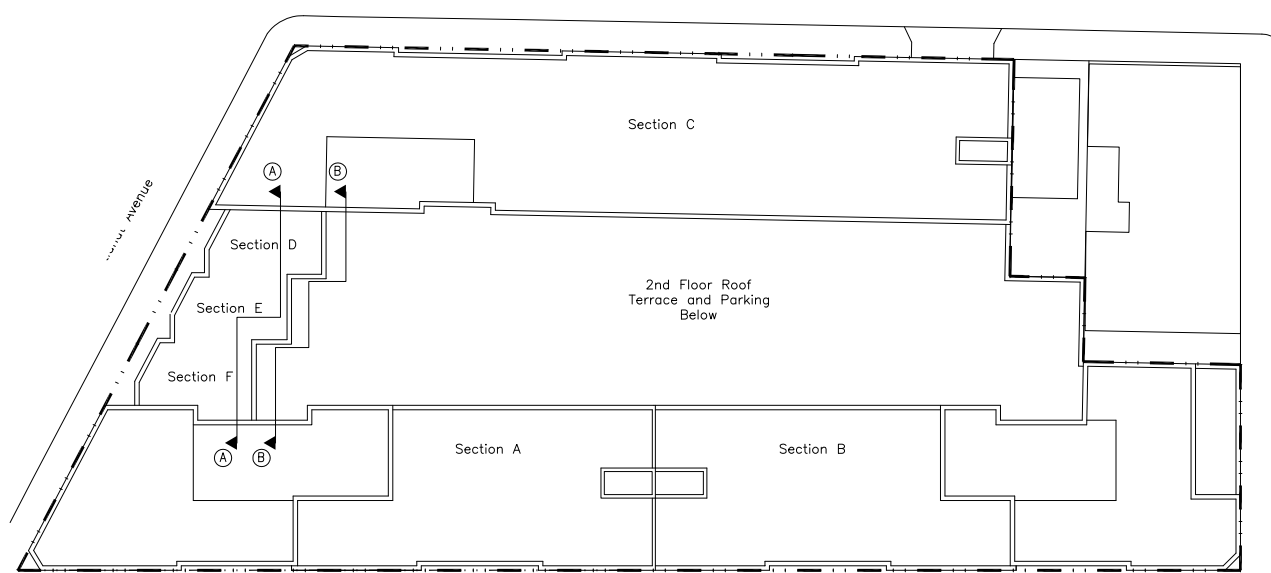 Section C
A
B
Avenue
Section D
2nd Floor Roof
Terrace and Parking
Below
Section E
Section F
Section A
Section B
A
B